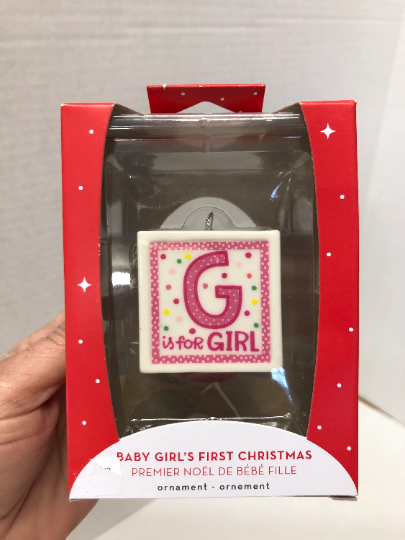 G
is for GIRL
BABY GIRL'S FIRST CHRISTMAS
PREMIER NOËL DE BÉBÉ FILLE
ornament - ornement